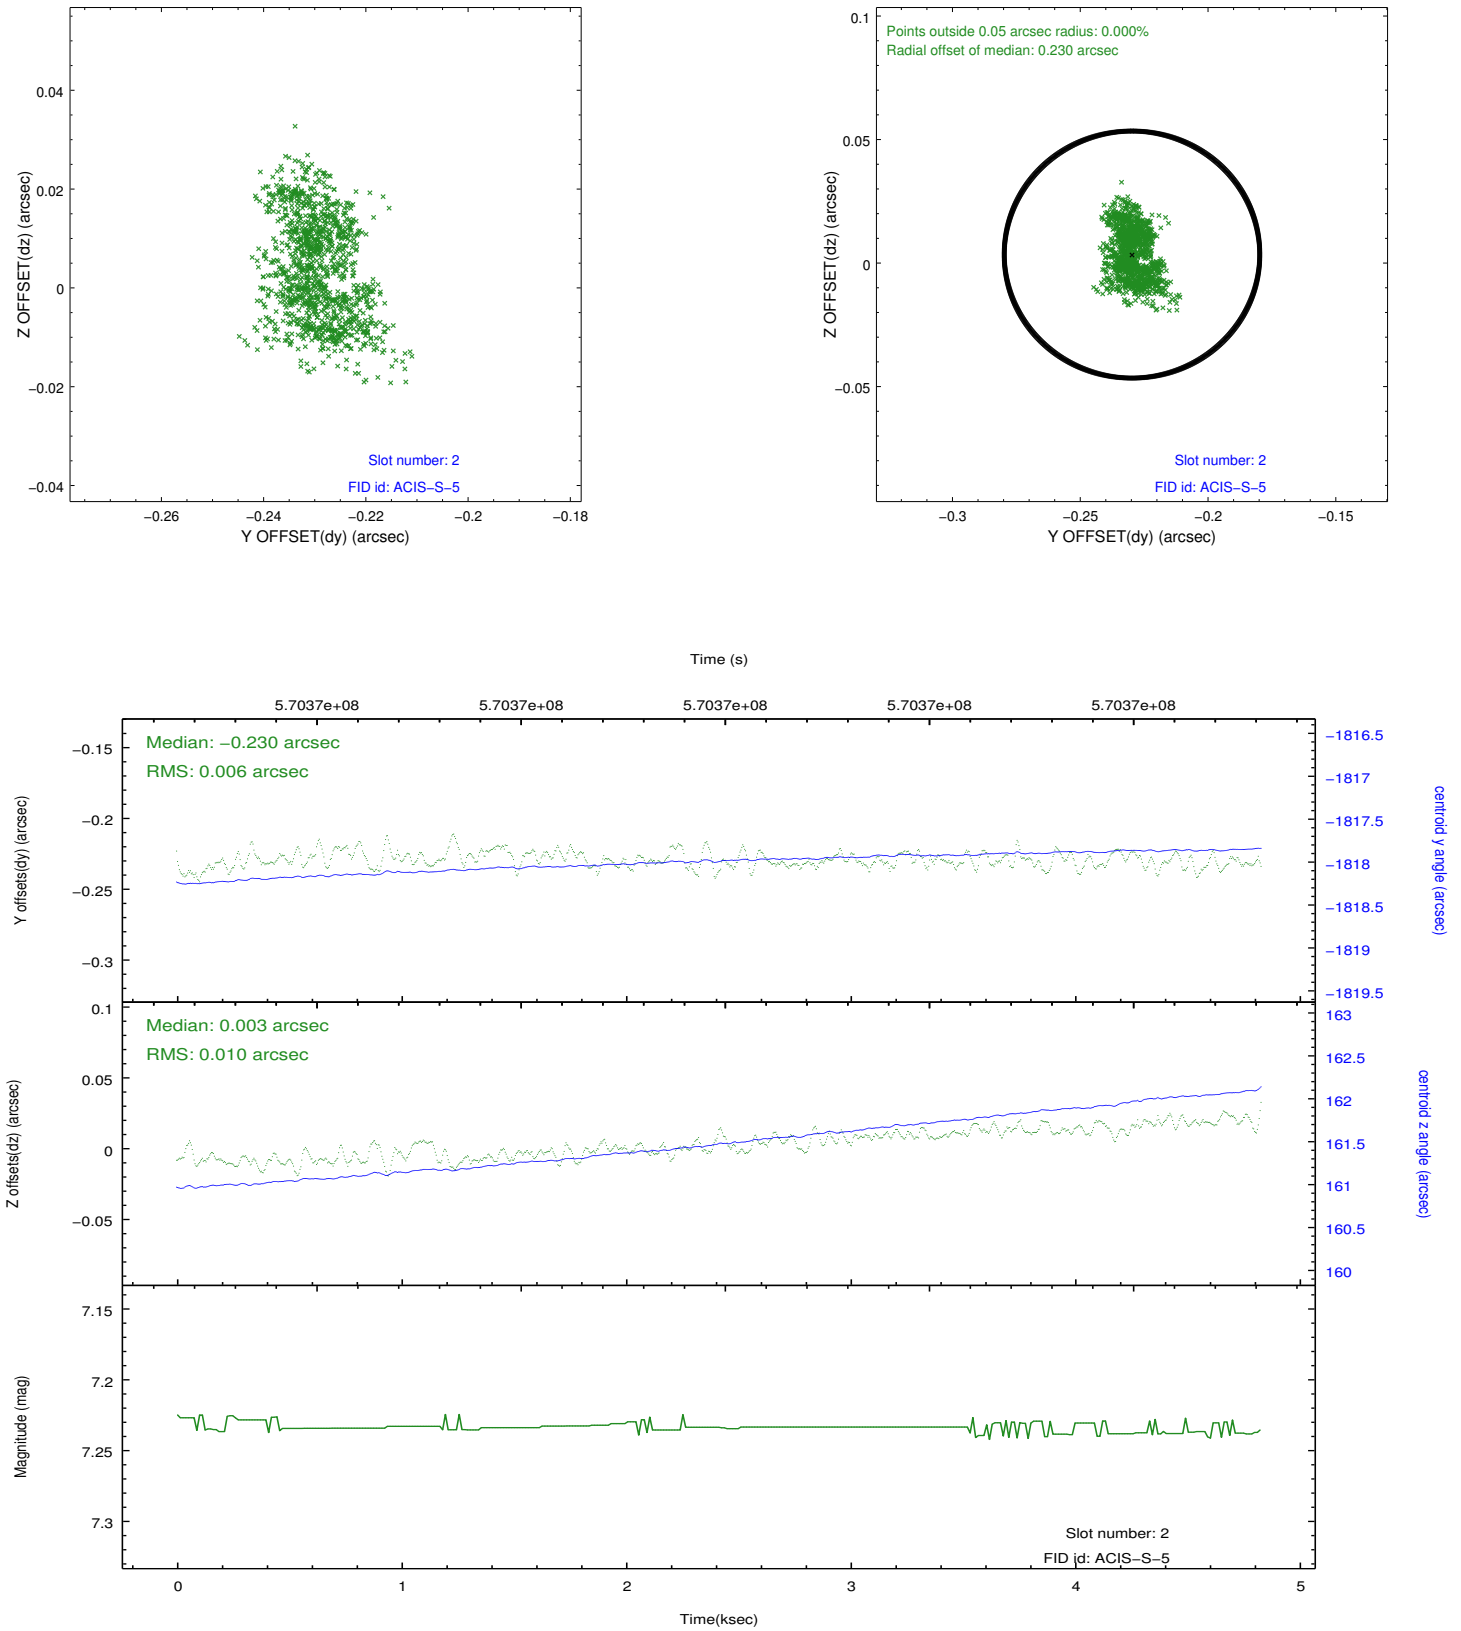 0.04
0.02
0
−0.02
−0.04
Z OFFSET(dz) (arcsec)
Slot number: 2
FID id: ACIS−S−5
−0.26
−0.24
−0.22
−0.2
−0.18
Y OFFSET(dy) (arcsec)
0.1
0.05
0
−0.05
Z OFFSET(dz) (arcsec)
Points outside 0.05 arcsec radius: 0.000%
Radial offset of median: 0.230 arcsec
Slot number: 2
FID id: ACIS−S−5
−0.3
−0.25
−0.2
−0.15
Y OFFSET(dy) (arcsec)
Time (s)
5.7037e+08
5.7037e+08
5.7037e+08
5.7037e+08
5.7037e+08
Median: −0.230 arcsec
RMS: 0.006 arcsec
−0.15
−0.2
−0.25
−0.3
Y offsets(dy) (arcsec)
−1816.5
−1817
−1817.5
−1818
−1818.5
−1819
−1819.5
centroid y angle (arcsec)
Median: 0.003 arcsec
RMS: 0.010 arcsec
0.1
0.05
0
−0.05
Z offsets(dz) (arcsec)
163
162.5
162
161.5
161
160.5
160
centroid z angle (arcsec)
7.15
7.2
7.25
7.3
Magnitude (mag)
Slot number: 2
FID id: ACIS−S−5
0
1
2
3
4
5
Time(ksec)